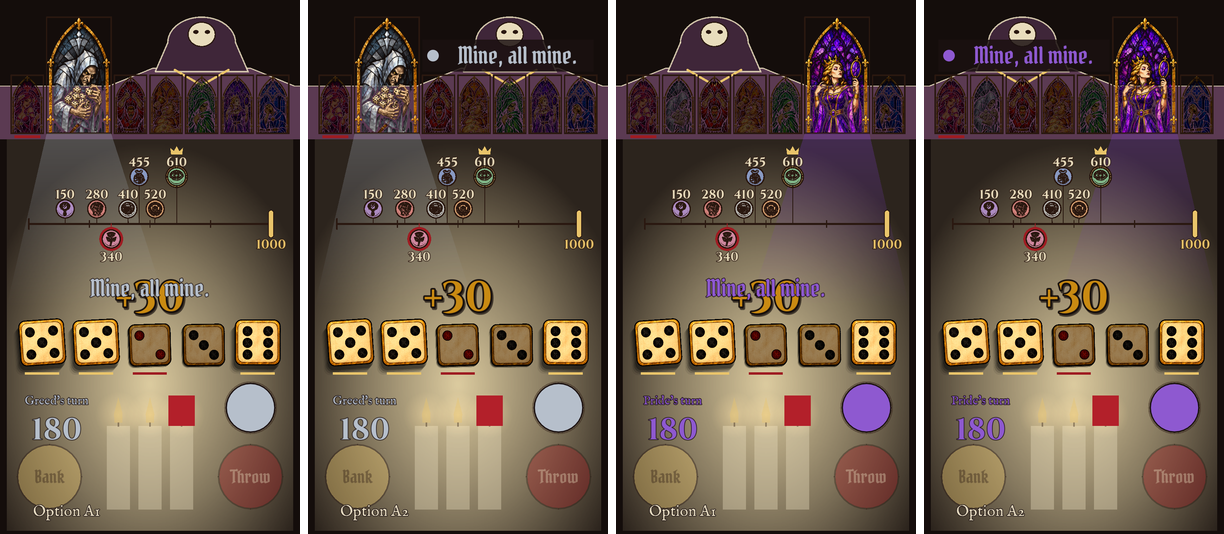 Mine, all mine.
Mine, all mine.
455 610
455 610
455 610
455 610
150 280 410 520
150 280 410 520
150 280 410 520
150 280 410 520
1000
1000
1000
1000
340
340
340
340
Mine, all mine.
+30
+30
Mine, all mine.
+30
+30
Greed's turn
Greed's turn
Pride's turn
Pride's turn
180
180
180
180
Bank Throw
Bank Throw
Bank Throw
Bank Throw
Option A1
Option A2
Option A1
Option A2